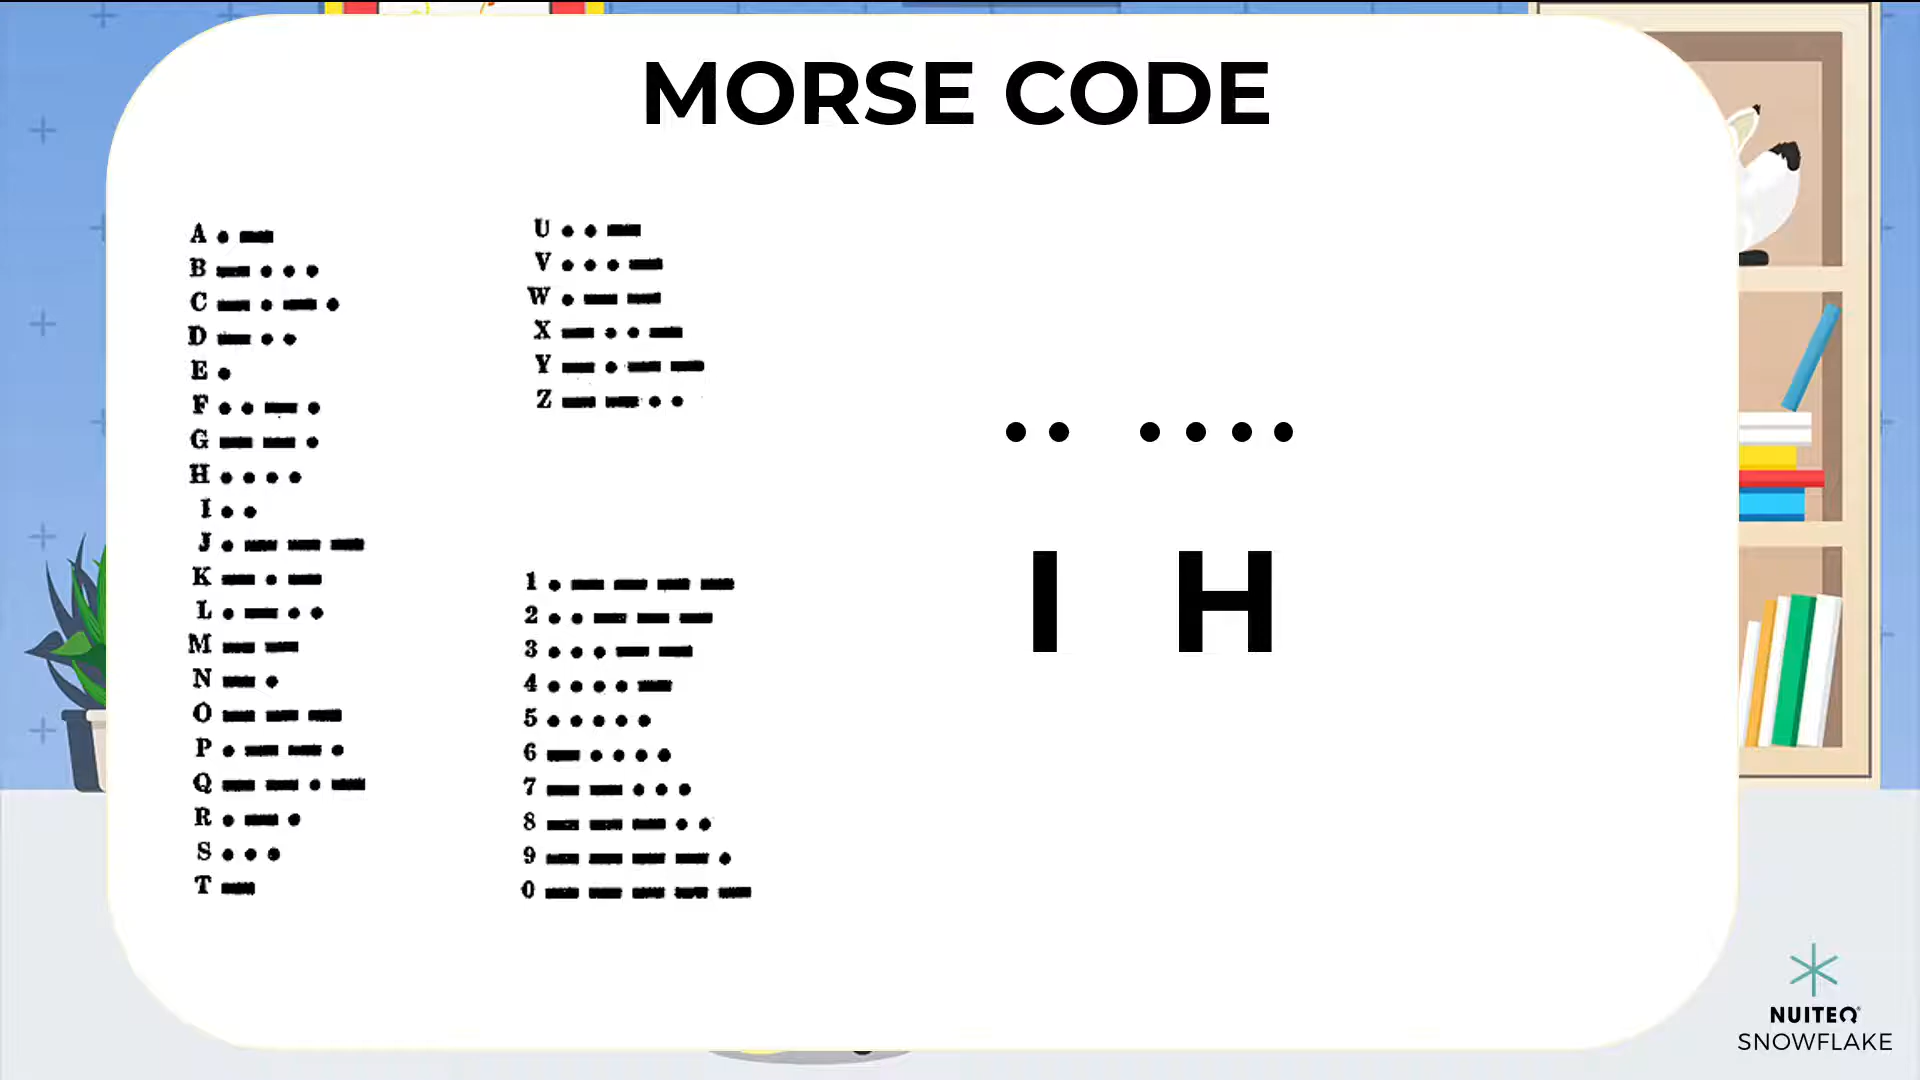 MORSE CODE
A • —
B — • • •
C — • — •
D — • •
E •
F • • — •
G — — •
H • • • •
I • •
J • — — —
K — • —
L • — • •
M — —
N — •
O — — —
P • — — •
Q — — • —
R • — •
S • • •
T —
U • • —
V • • • —
W • — —
X — • • —
Y — • — —
Z — — • •
1 • — — — —
2 • • — — —
3 • • • — —
4 • • • • —
5 • • • • •
6 — • • • •
7 — — • • •
8 — — — • •
9 — — — — •
0 — — — — —
• • • • • •
I H
NUITEQ
SNOWFLAKE